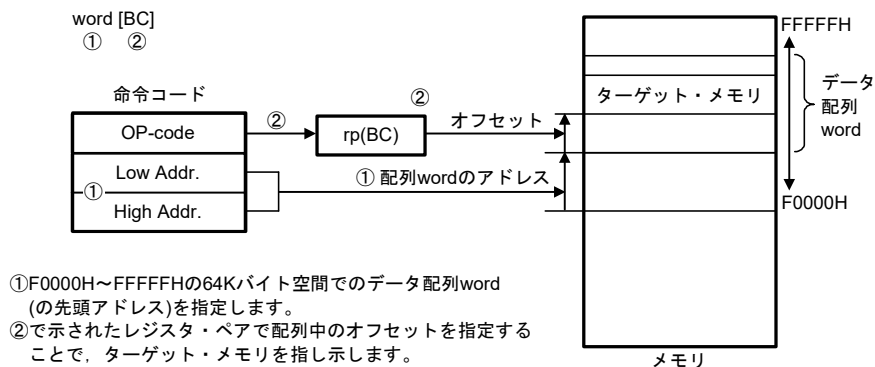 word [BC]
① ②
命令コード
OP-code
Low Addr.
①
High Addr.
②
rp(BC)
②
オフセット
① 配列wordのアドレス
ターゲット・メモリ
FFFFFH
データ
配列
word
F0000H
メモリ
①F0000H~FFFFFHの64Kバイト空間でのデータ配列word
(の先頭アドレス)を指定します。
②で示されたレジスタ・ペアで配列中のオフセットを指定する
ことで,ターゲット・メモリを指し示します。